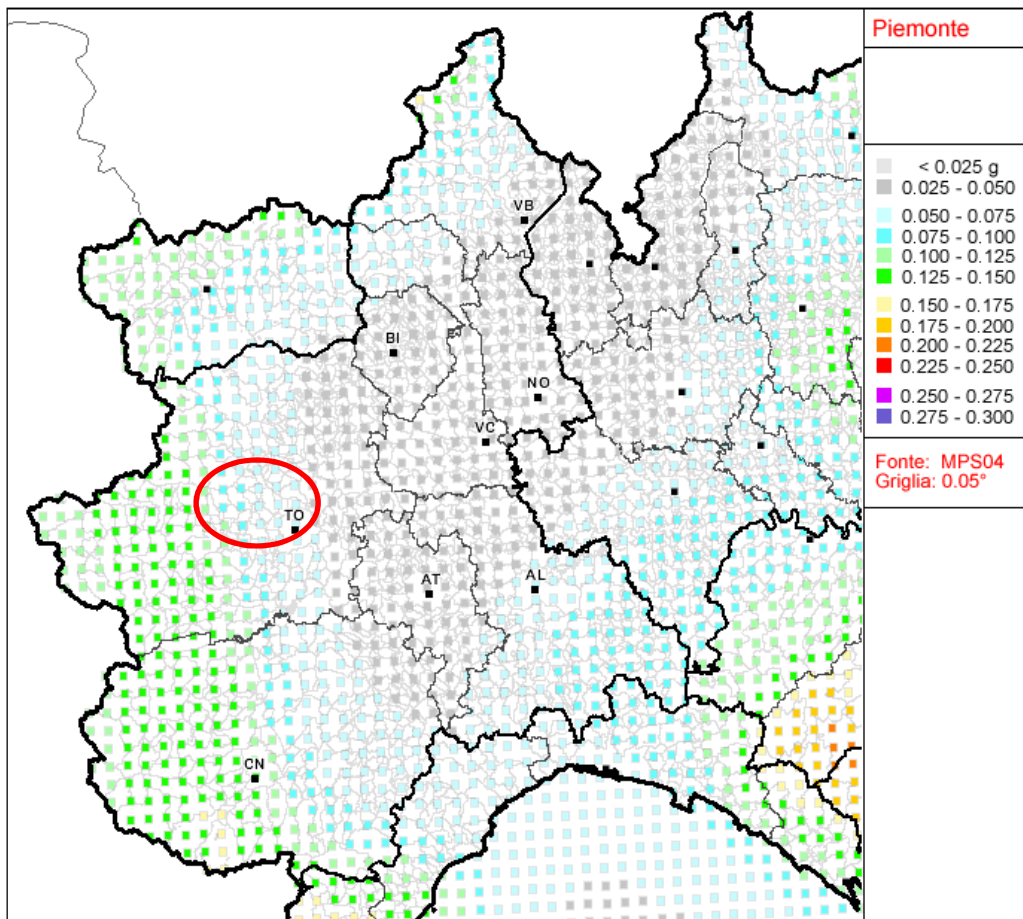 Piemonte
< 0.025 g
0.025 - 0.050
0.050 - 0.075
0.075 - 0.100
0.100 - 0.125
0.125 - 0.150
0.150 - 0.175
0.175 - 0.200
0.200 - 0.225
0.225 - 0.250
0.250 - 0.275
0.275 - 0.300
Fonte: MPS04
Griglia: 0.05°
VB
BI
NO
VC
TO
AT
AL
CN